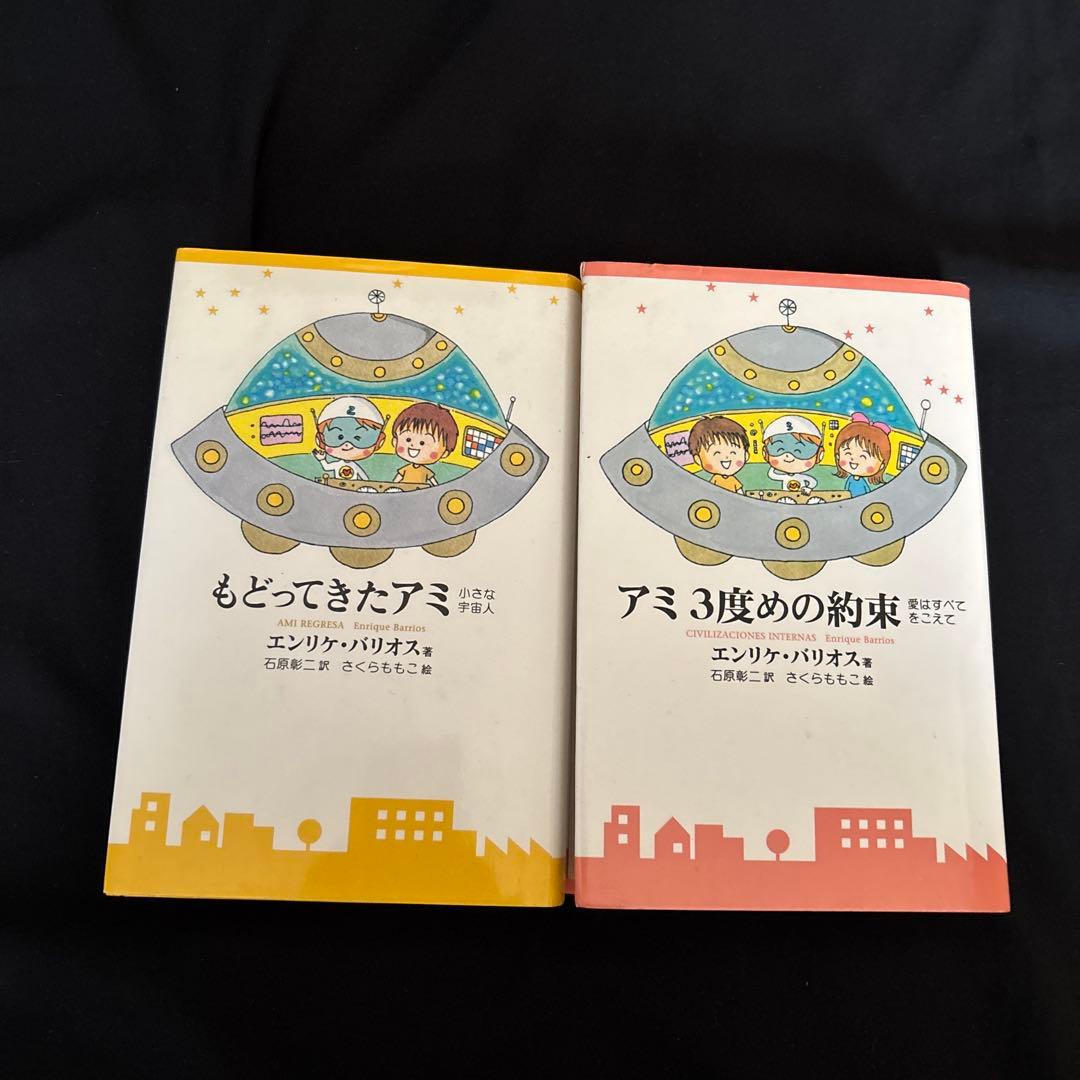 2
もどってきたアミ 小さな
宇宙人
AMI REGRESA Enrique Barrios
エンリケ・バリオス 著
石原彰二 訳 さくらももこ 絵
3
アミ 3度めの約束 愛はすべて
をこえて
CIVILIZACIONES INTERNAS Enrique Barrios
エンリケ・バリオス 著
石原彰二 訳 さくらももこ 絵